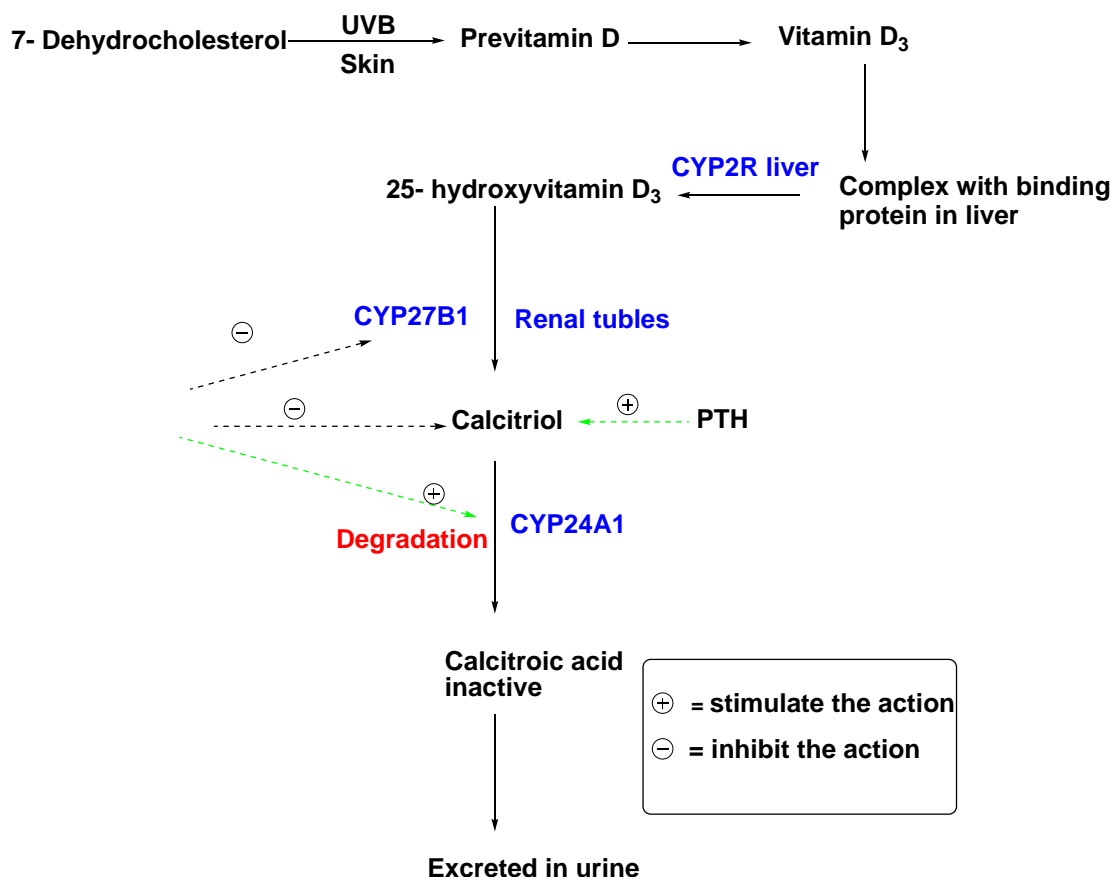 7- Dehydrocholesterol
UVB
Skin
Previtamin D
Vitamin D3
CYP2R liver
25- hydroxyvitamin D3
Complex with binding
protein in liver
CYP27B1
Renal tubles
−
−
Calcitriol
+
PTH
+
Degradation
CYP24A1
Calcitroic acid
inactive
+ = stimulate the action
− = inhibit the action
Excreted in urine